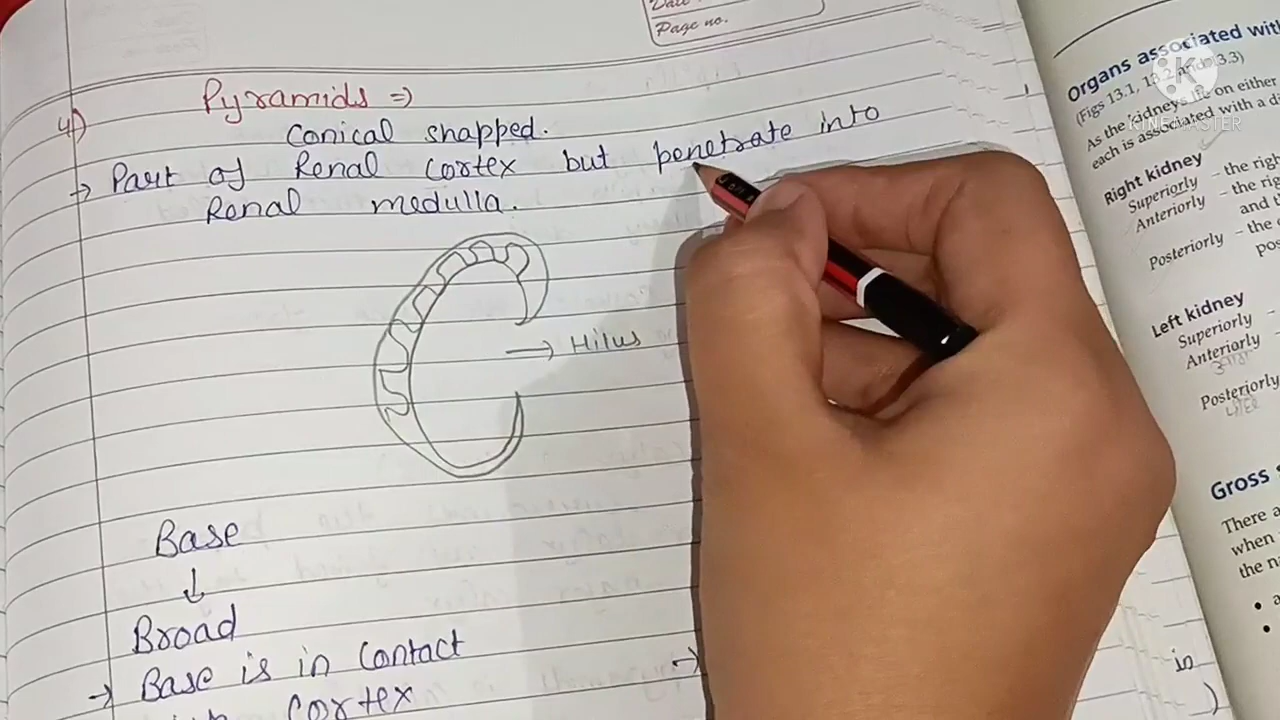 Date
Page no.
4)
Pyramids =>
Conical snapped.
→ Part of Renal Cortex but penetrate into
Renal medulla.
→ Hilus
Base
↓
Broad
→ Base is in Contact
Cortex
→
in
)
KINEMASTER
Organs associated with
(Figs 13.1, 13.2 and 13.3)
As the kidneys lie on either
each is associated with a di
Right kidney
Superiorly – the righ
Anteriorly – the rig
and t
Posteriorly – the d
pos
Left kidney
Superiorly –
Anteriorly
Posteriorly
Gross
There a
when
the n
• a
•